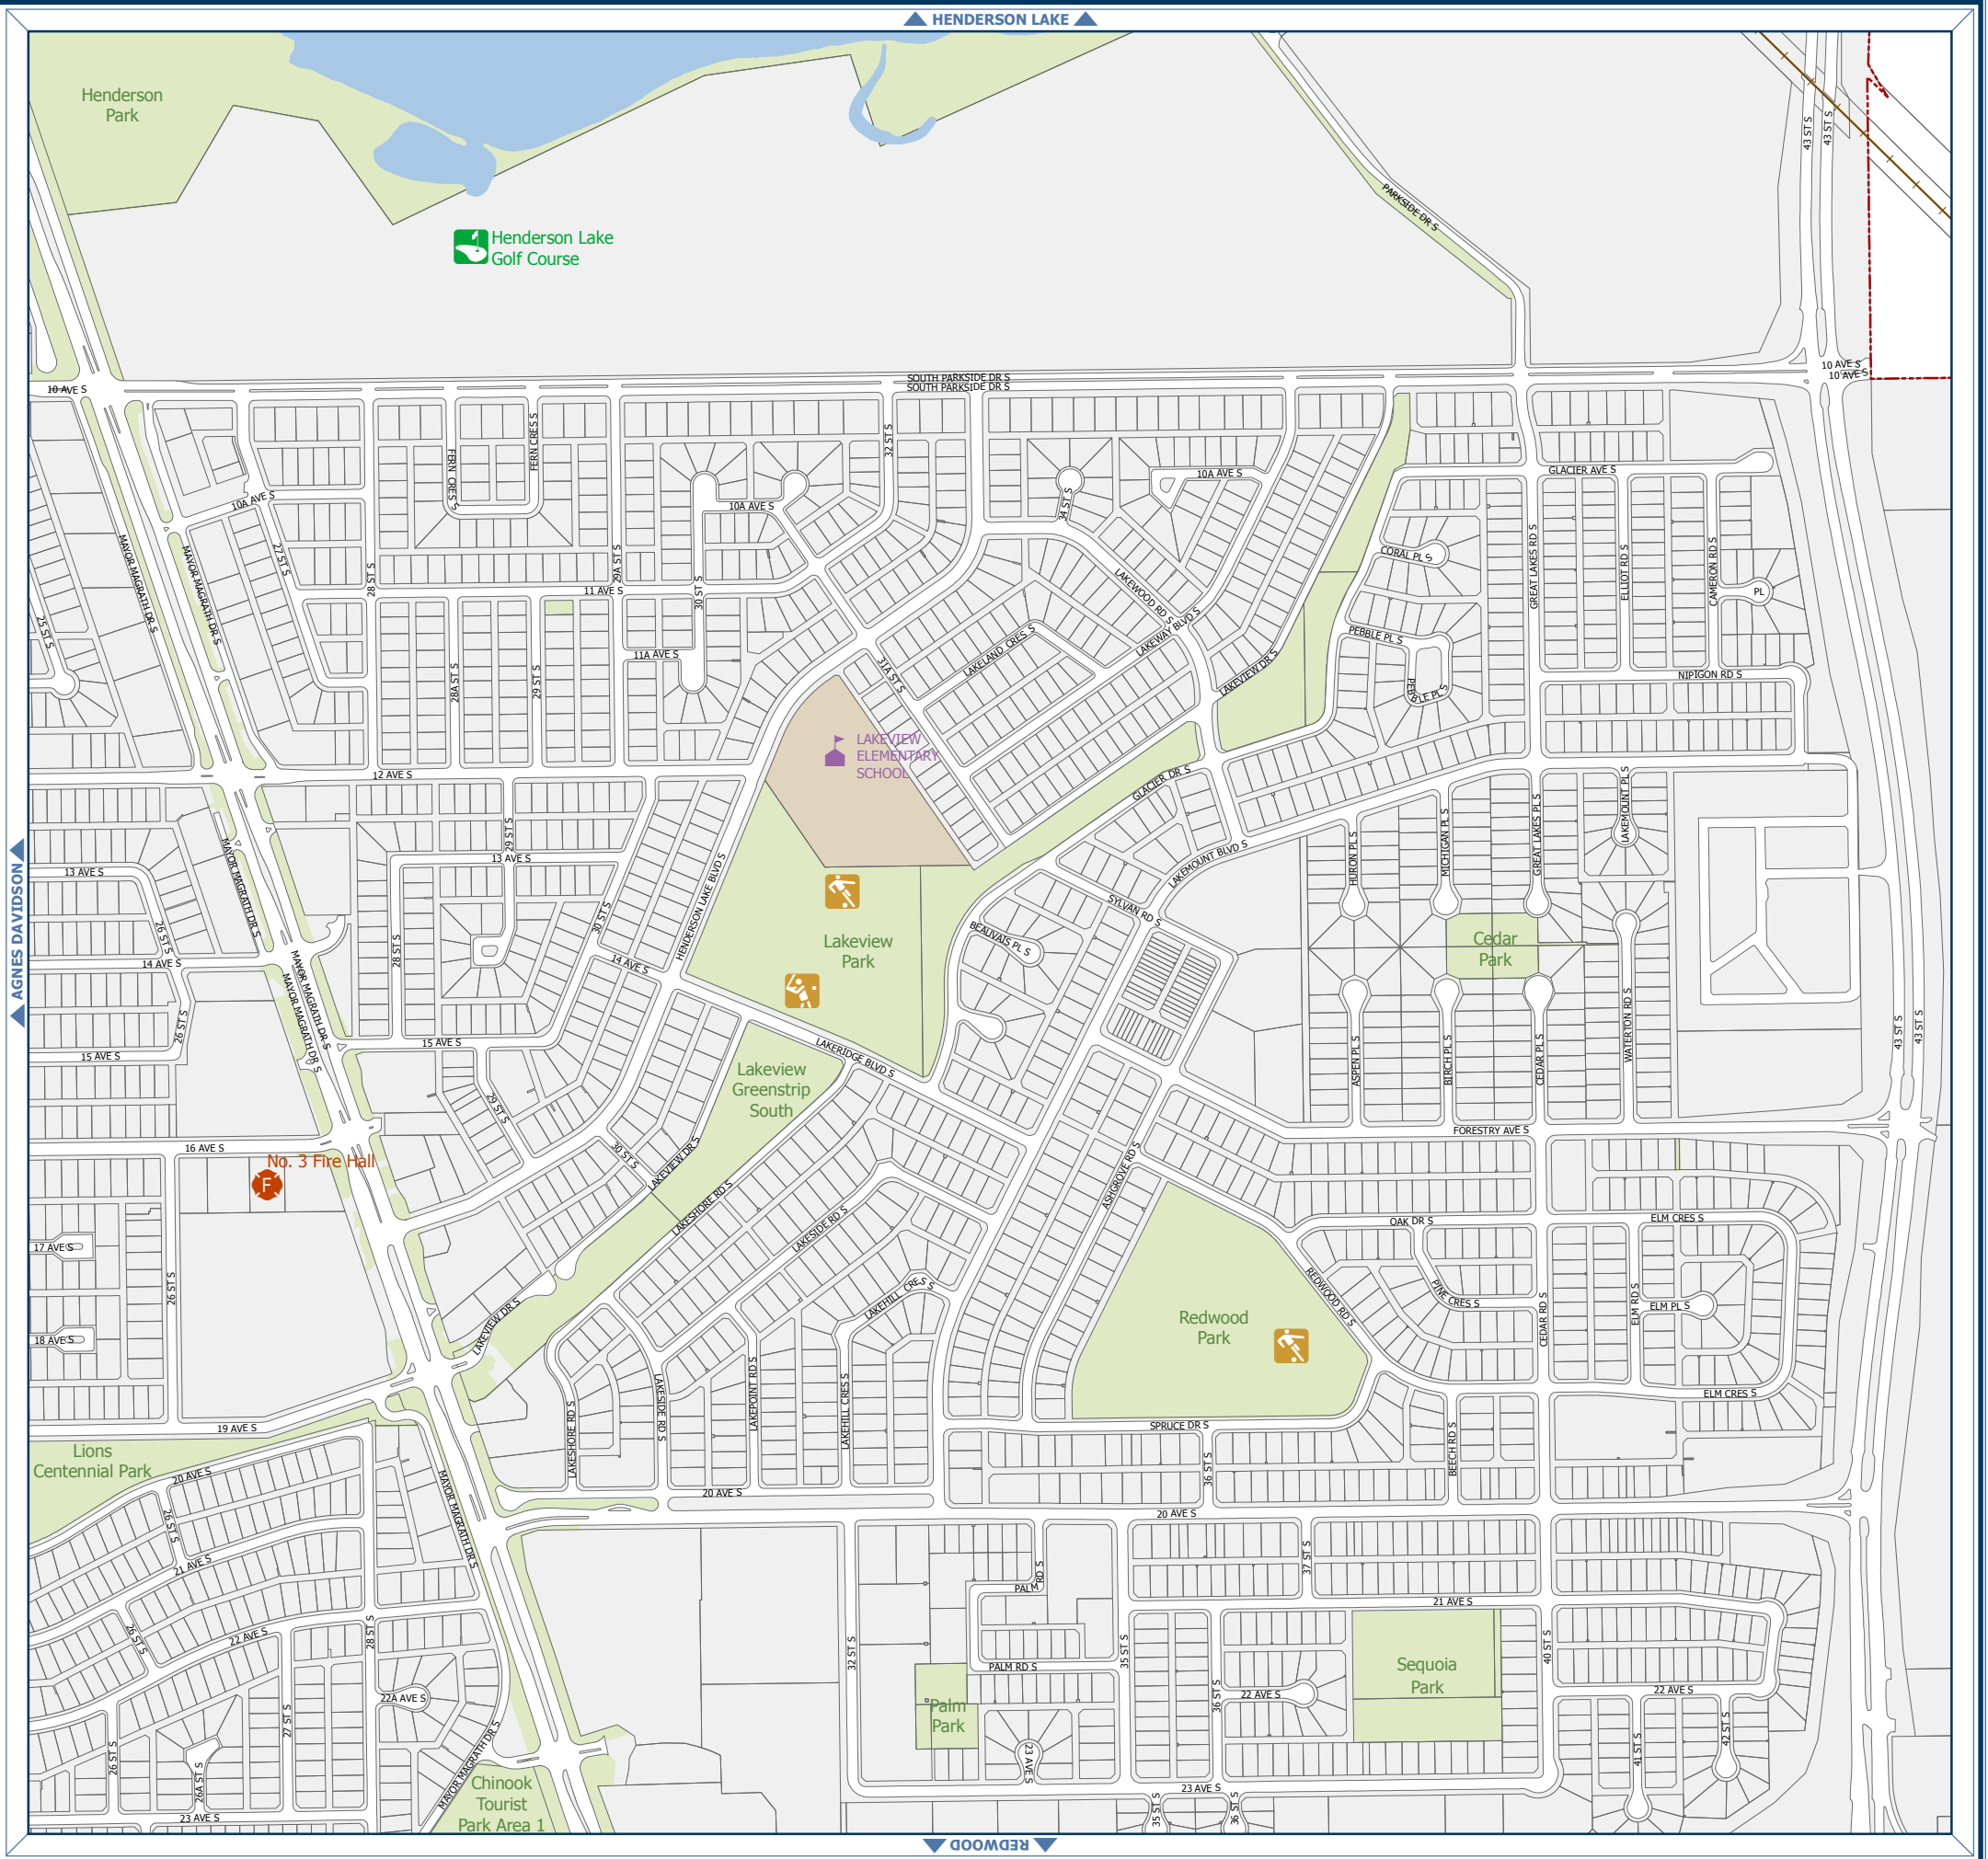 HENDERSON LAKE
Henderson
Park
43 ST S
43 ST S
PARKSIDE DR S
Henderson Lake
Golf Course
10 AVE S
SOUTH PARKSIDE DR S
SOUTH PARKSIDE DR S
10 AVE S
10 AVE S
FERN CRES S
FERN CRES S
32 ST S
10A AVE S
10A AVE S
10A AVE S
34 ST S
GLACIER AVE S
MAYOR MAGRATH DR S
MAYOR MAGRATH DR S
27 ST S
28 ST S
29A ST S
11 AVE S
30 ST S
LAKEWOOD RD S
LAKEWAY BLVD S
CORAL PL S
GREAT LAKES RD S
ELLIOT RD S
CAMERON RD S
PL
25 ST S
11A AVE S
28A ST S
29 ST S
31A ST S
LAKELAND CRES S
LAKEVIEW DR S
PEBBLE PL S
PEBBLE PL S
NIPIGON RD S
LAKEVIEW
ELEMENTARY
SCHOOL
12 AVE S
GLACIER DR S
29 ST S
13 AVE S
13 AVE S
MAYOR MAGRATH DR S
LAKEMOUNT BLVD S
HURON PL S
MICHIGAN PL S
GREAT LAKES PL S
LAKEMOUNT PL S
AGNES DAVIDSON
26 ST S
14 AVE S
28 ST S
30 ST S
14 AVE S
HENDERSON LAKE BLVD S
Lakeview
Park
BEAUVAIS PL S
SYLVAN RD S
Cedar
Park
MAYOR MAGRATH DR S
MAYOR MAGRATH DR S
26 ST S
15 AVE S
15 AVE S
LAKERIDGE BLVD S
ASPEN PL S
BIRCH PL S
CEDAR PL S
WATERTON RD S
43 ST S
43 ST S
Lakeview
Greenstrip
South
29 ST S
16 AVE S
No. 3 Fire Hall
F
30 ST S
LAKEVIEW DR S
LAKESHORE RD S
LAKESIDE RD S
ASHGROVE RD S
FORESTRY AVE S
OAK DR S
ELM CRES S
17 AVE S
26 ST S
18 AVE S
LAKEVIEW DR S
LAKEHILL CRES S
Redwood
Park
REDWOOD RD S
PINE CRES S
CEDAR RD S
ELM RD S
ELM PL S
ELM CRES S
19 AVE S
LAKESHORE RD S
LAKESIDE RD S
LAKEPOINT RD S
LAKEHILL CRES S
SPRUCE DR S
36 ST S
BEECH RD S
Lions
Centennial Park
20 AVE S
MAYOR MAGRATH DR S
20 AVE S
20 AVE S
26 ST S
21 AVE S
37 ST S
PALM RD S
21 AVE S
26 ST S
22 AVE S
28 ST S
32 ST S
PALM RD S
35 ST S
40 ST S
Sequoia
Park
22A AVE S
27 ST S
Palm
Park
36 ST S
22 AVE S
22 AVE S
26 ST S
26A ST S
MAYOR MAGRATH DR S
23 AVE S
41 ST S
42 ST S
Chinook
Tourist
Park Area 1
23 AVE S
23 AVE S
35 ST S
36 ST S
REDWOOD